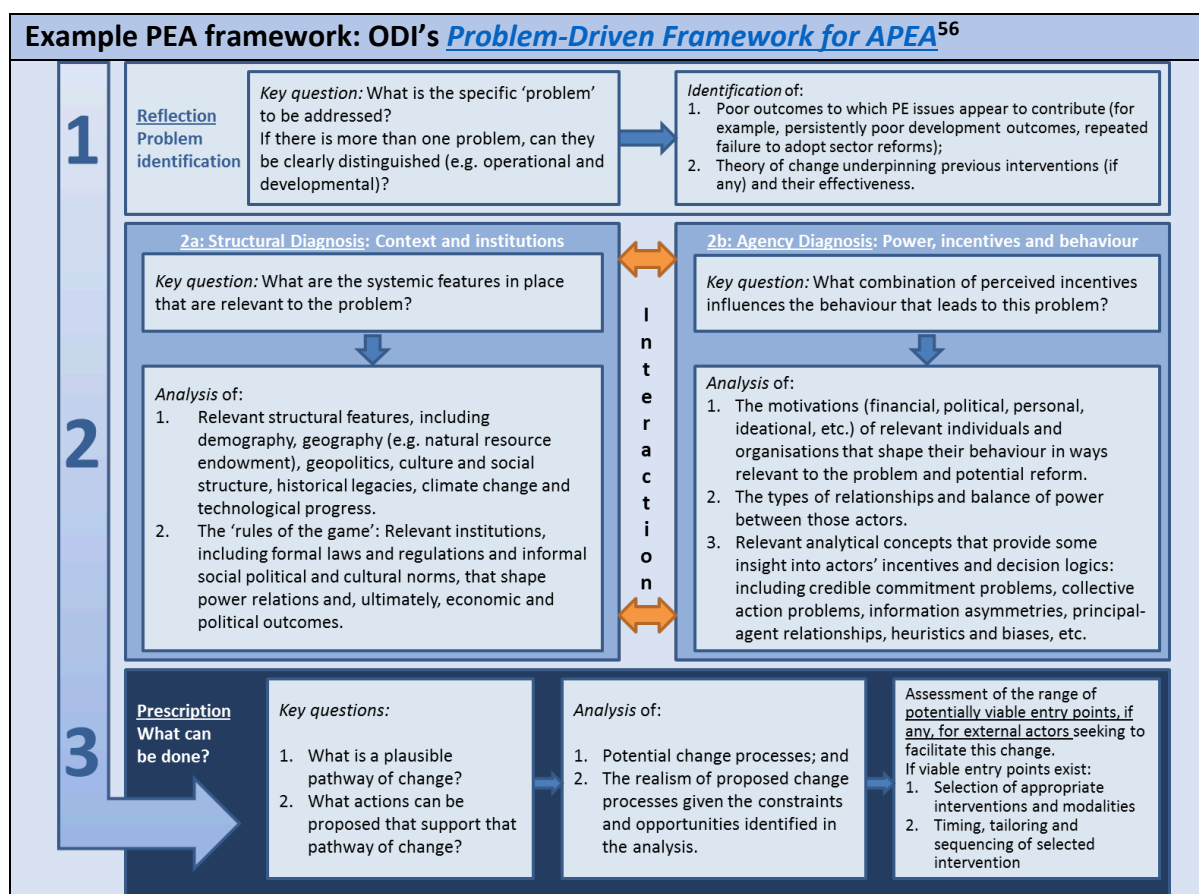 Example PEA framework: ODI's Problem-Driven Framework for APEA56
1
Reflection
Problem
identification
Key question: What is the specific 'problem'
to be addressed?
If there is more than one problem, can they
be clearly distinguished (e.g. operational and
developmental)?
Identification of:
1. Poor outcomes to which PE issues appear to contribute (for
example, persistently poor development outcomes, repeated
failure to adopt sector reforms);
2. Theory of change underpinning previous interventions (if
any) and their effectiveness.
2
2a: Structural Diagnosis: Context and institutions
Key question: What are the systemic features in place
that are relevant to the problem?
Analysis of:
1. Relevant structural features, including
demography, geography (e.g. natural resource
endowment), geopolitics, culture and social
structure, historical legacies, climate change and
technological progress.
2. The 'rules of the game': Relevant institutions,
including formal laws and regulations and informal
social political and cultural norms, that shape
power relations and, ultimately, economic and
political outcomes.
Interaction
2b: Agency Diagnosis: Power, incentives and behaviour
Key question: What combination of perceived incentives
influences the behaviour that leads to this problem?
Analysis of:
1. The motivations (financial, political, personal,
ideational, etc.) of relevant individuals and
organisations that shape their behaviour in ways
relevant to the problem and potential reform.
2. The types of relationships and balance of power
between those actors.
3. Relevant analytical concepts that provide some
insight into actors' incentives and decision logics:
including credible commitment problems, collective
action problems, information asymmetries, principal-
agent relationships, heuristics and biases, etc.
3
Prescription
What can
be done?
Key questions:
1. What is a plausible
pathway of change?
2. What actions can be
proposed that support that
pathway of change?
Analysis of:
1. Potential change processes; and
2. The realism of proposed change
processes given the constraints
and opportunities identified in
the analysis.
Assessment of the range of
potentially viable entry points, if
any, for external actors seeking to
facilitate this change.
If viable entry points exist:
1. Selection of appropriate
interventions and modalities
2. Timing, tailoring and
sequencing of selected
intervention